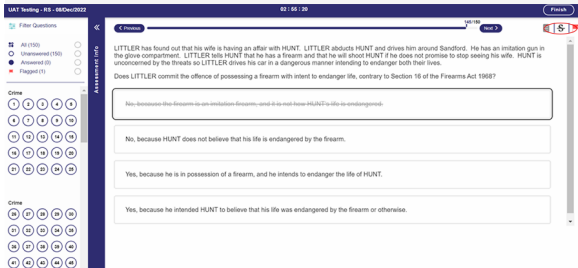 UAT Testing - RS - 08/Dec/2022
02 : 55 : 20
Finish
Filter Questions
All (150)
Unanswered (150)
Answered (0)
Flagged (1)
Crime
1 2 3 4 5
6 7 8 9 10
11 12 13 14 15
16 17 18 19 20
21 22 23 24 25
Crime
26 27 28 29 30
31 32 33 34 35
36 37 38 39 40
41 42 43 44 45
Assessment info
Previous
145/150
Next
LITTLER has found out that his wife is having an affair with HUNT. LITTLER abducts HUNT and drives him around Sandford. He has an imitation gun in
the glove compartment. LITTLER tells HUNT that he has a firearm and that he will shoot HUNT if he does not promise to stop seeing his wife. HUNT is
unconcerned by the threats so LITTLER drives his car in a dangerous manner intending to endanger both their lives.
Does LITTLER commit the offence of possessing a firearm with intent to endanger life, contrary to Section 16 of the Firearms Act 1968?
No, because the firearm is an imitation firearm, and it is not how HUNT's life is endangered.
No, because HUNT does not believe that his life is endangered by the firearm.
Yes, because he is in possession of a firearm, and he intends to endanger the life of HUNT.
Yes, because he intended HUNT to believe that his life was endangered by the firearm or otherwise.